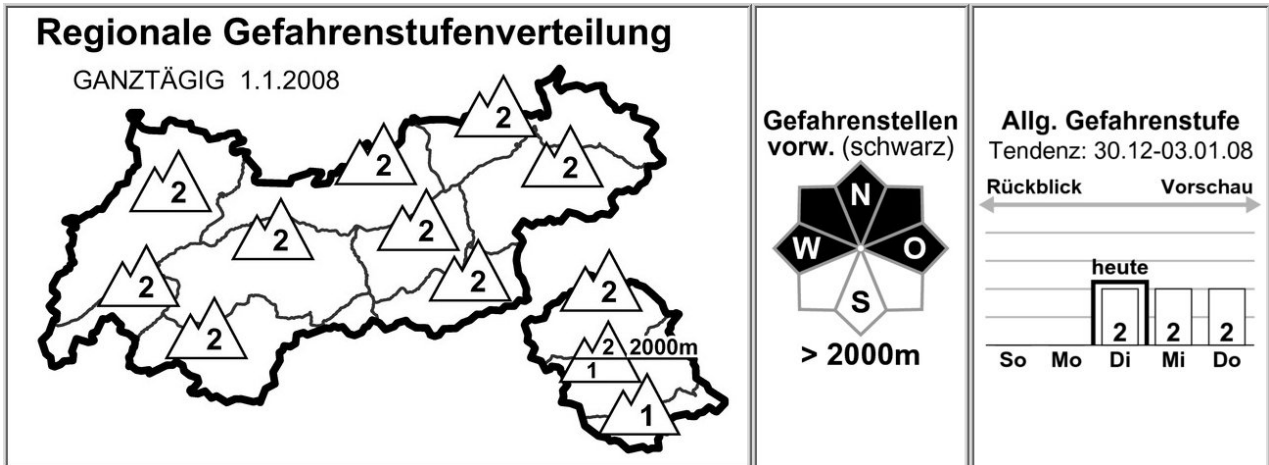 Regionale Gefahrenstufenverteilung
GANZTÄGIG 1.1.2008
2
2
2
2
2
2
2
2
2
2
2
2000m
1
1
Gefahrenstellen
vorw. (schwarz)
N
W
O
S
> 2000m
Allg. Gefahrenstufe
Tendenz: 30.12-03.01.08
Rückblick Vorschau
heute
2 2 2
So Mo Di Mi Do